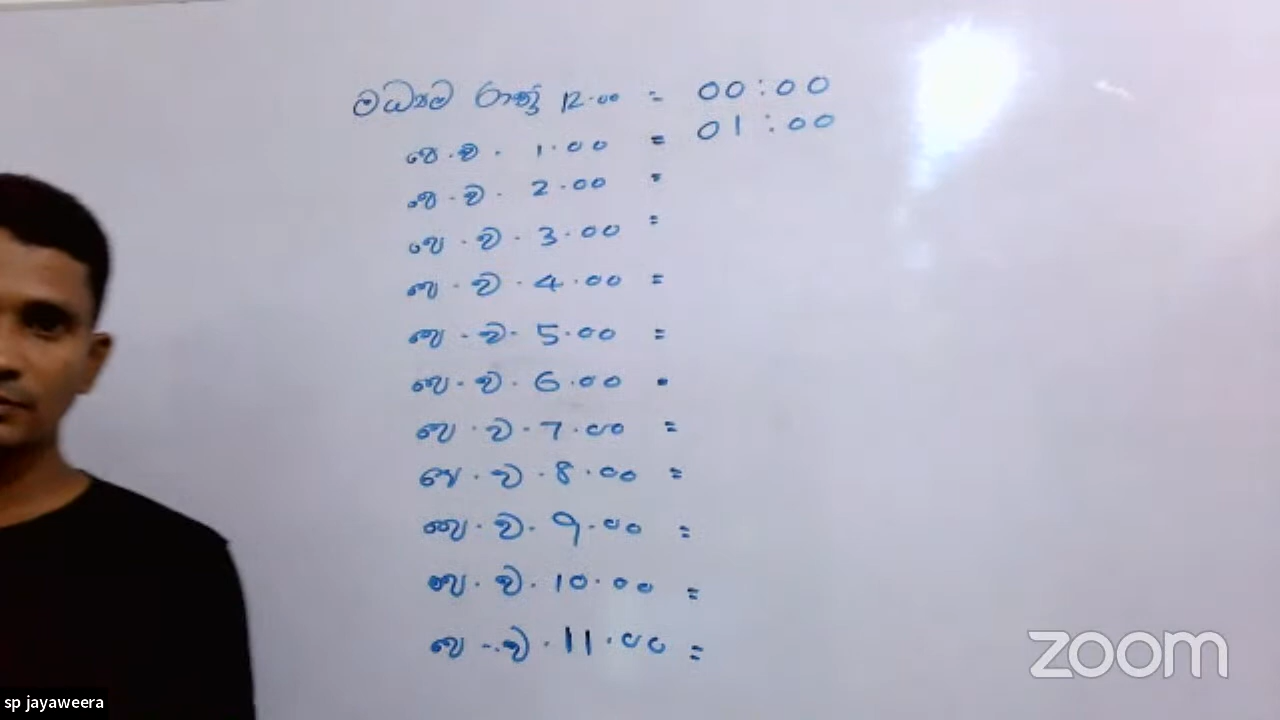 මධ්‍යම රාත්‍රී 12.00 = 00:00
පෙ.ව. 1.00 = 01:00
පෙ.ව. 2.00 =
පෙ.ව. 3.00 =
පෙ.ව. 4.00 =
පෙ.ව. 5.00 =
පෙ.ව. 6.00 =
පෙ.ව. 7.00 =
පෙ.ව. 8.00 =
පෙ.ව. 9.00 =
පෙ.ව. 10.00 =
පෙ.ව. 11.00 =
zoom
sp jayaweera